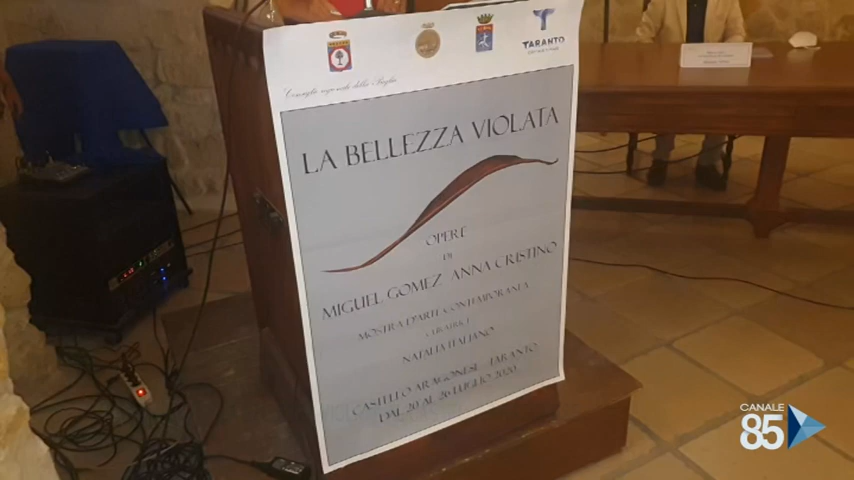 TARANTO
Consiglio regionale della Puglia
LA BELLEZZA VIOLATA
OPERE
DI
MIGUEL GOMEZ ANNA CRISTINO
MOSTRA D'ARTE CONTEMPORANEA
CURATRICE
NATALIA ITALIANO
CASTELLO ARAGONESE - TARANTO
DAL 20 AL 26 LUGLIO 2020
CANALE
85